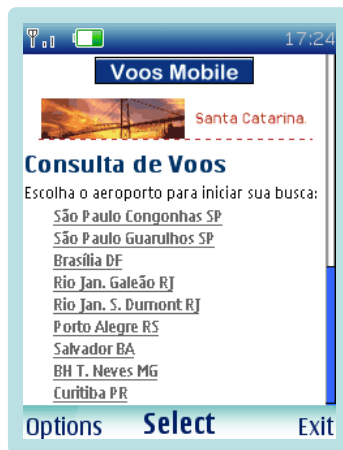 17:24
Voos Mobile
Santa Catarina.
Consulta de Voos
Escolha o aeroporto para iniciar sua busca:
São Paulo Congonhas SP
São Paulo Guarulhos SP
Brasília DF
Rio Jan. Galeão RJ
Rio Jan. S. Dumont RJ
Porto Alegre RS
Salvador BA
BH T. Neves MG
Curitiba PR
Options Select Exit